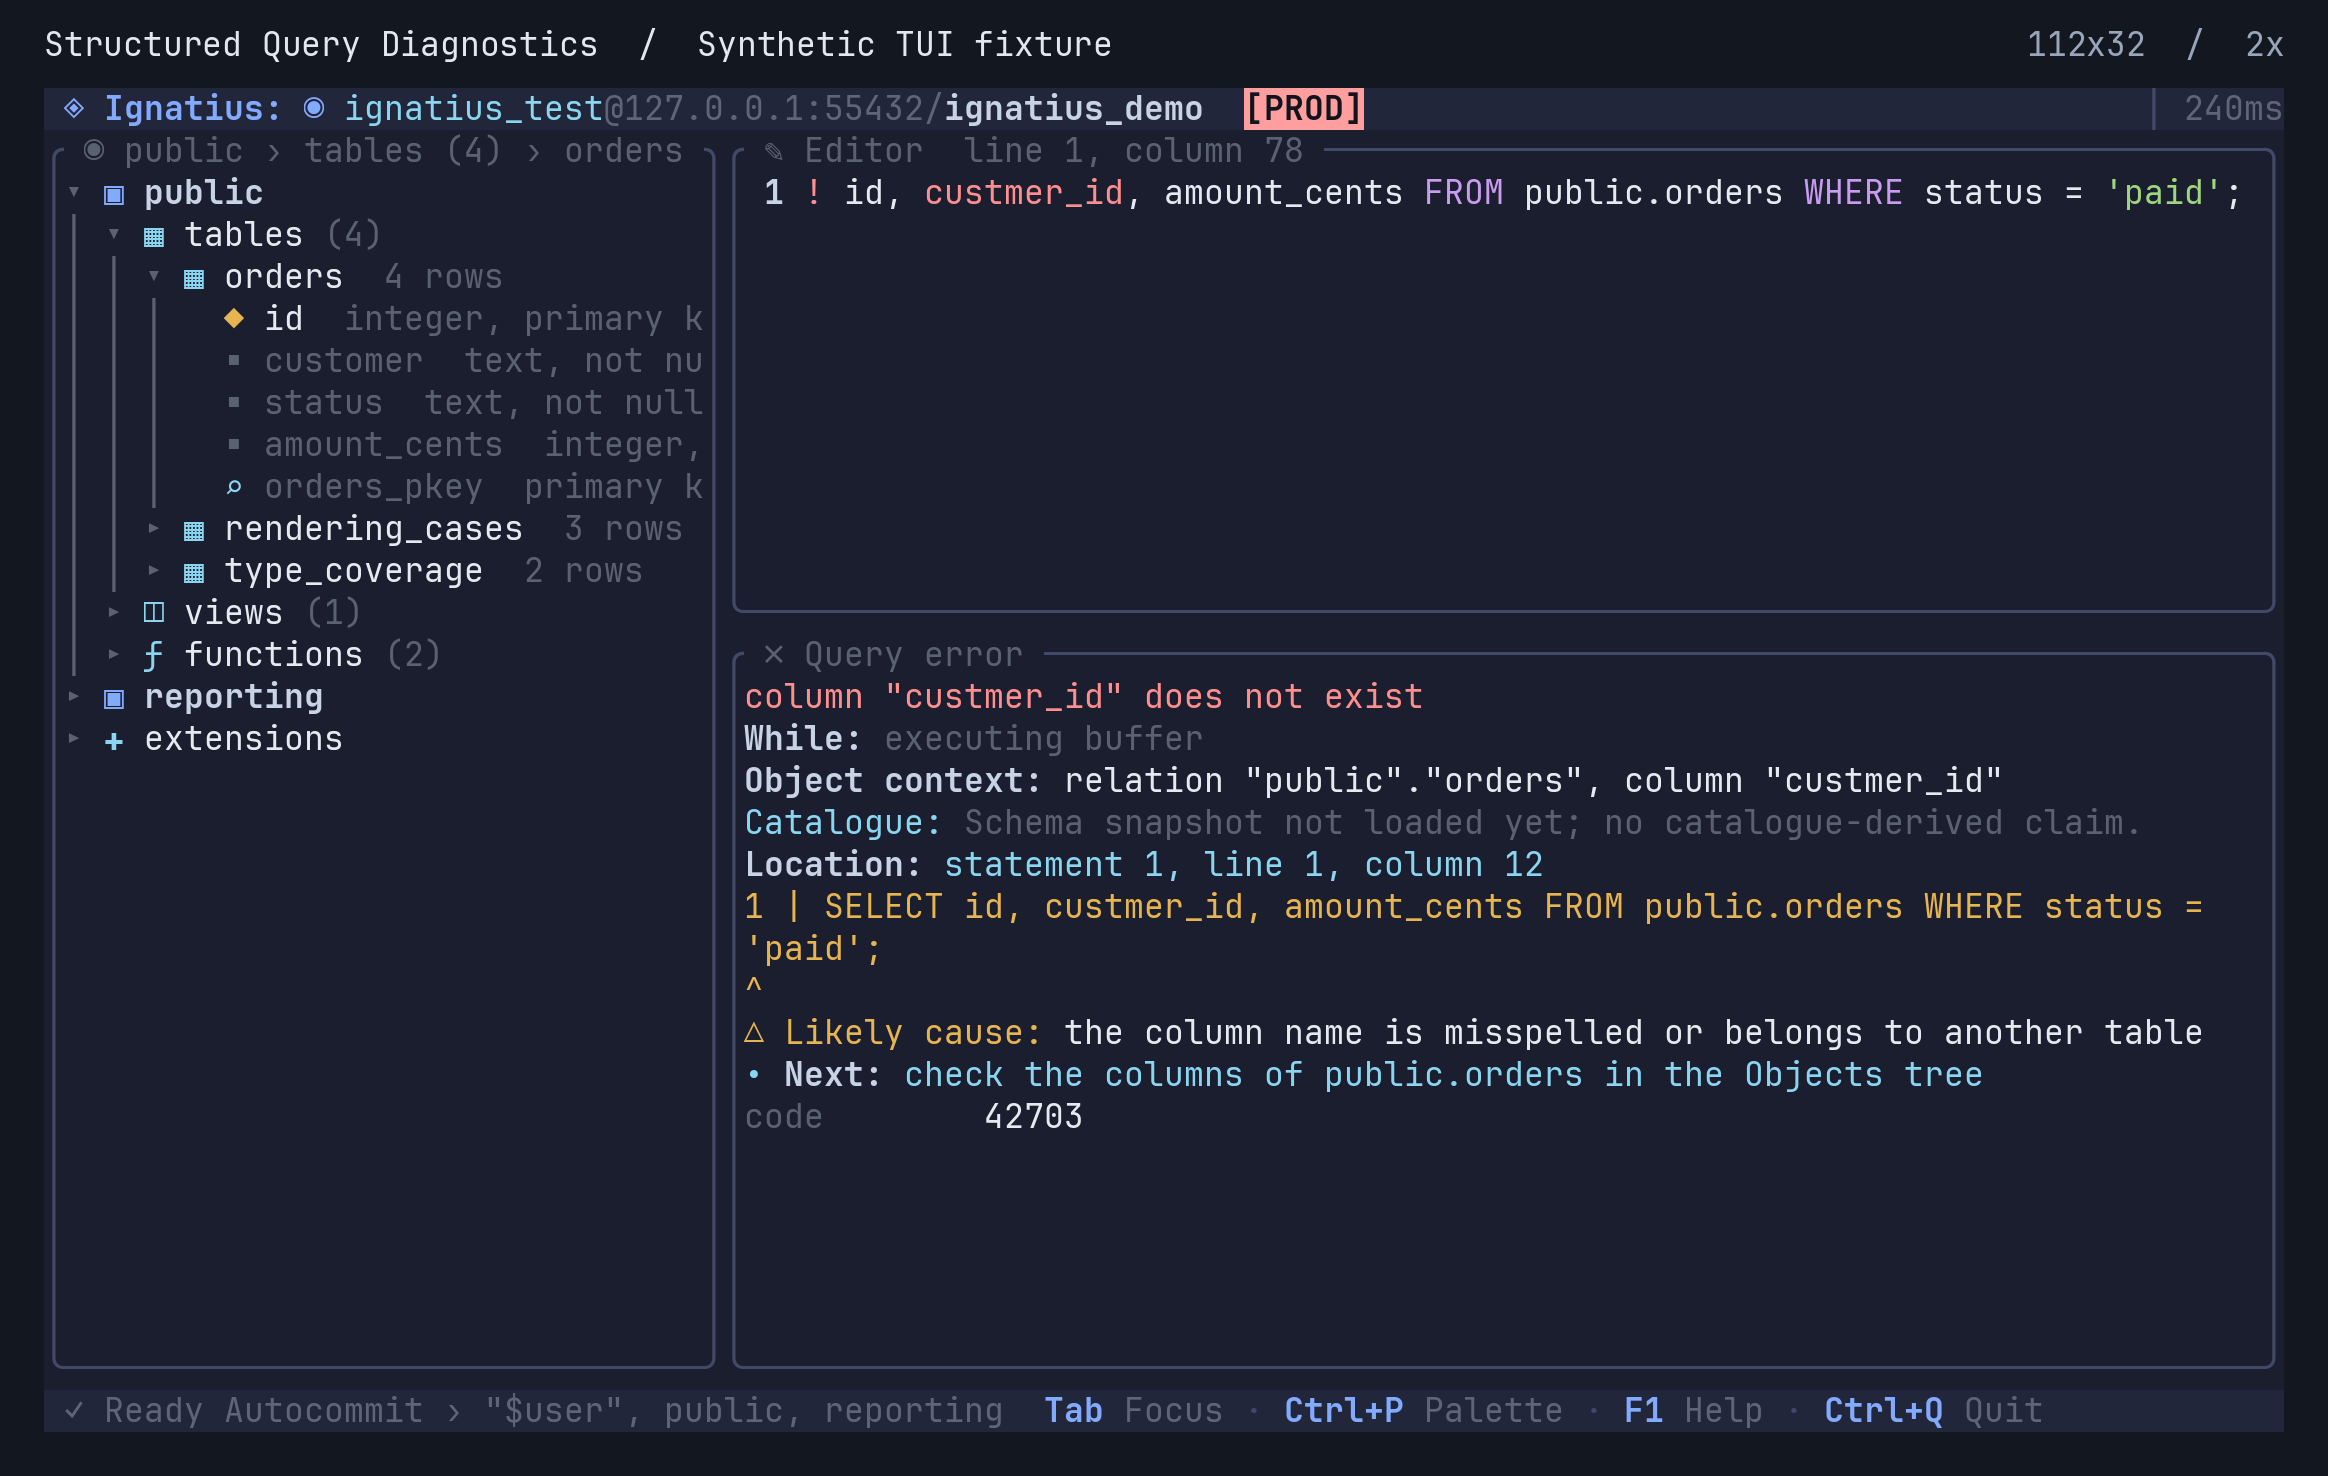 Structured Query Diagnostics / Synthetic TUI fixture 112x32 / 2x
Ignatius: ignatius_test@127.0.0.1:55432/ignatius_demo [PROD] 240ms
public › tables (4) › orders
public
tables (4)
orders 4 rows
id integer, primary k
customer text, not nu
status text, not null
amount_cents integer,
orders_pkey primary k
rendering_cases 3 rows
type_coverage 2 rows
views (1)
functions (2)
reporting
extensions
Editor line 1, column 78
1 ! id, custmer_id, amount_cents FROM public.orders WHERE status = 'paid';
× Query error
column "custmer_id" does not exist
While: executing buffer
Object context: relation "public"."orders", column "custmer_id"
Catalogue: Schema snapshot not loaded yet; no catalogue-derived claim.
Location: statement 1, line 1, column 12
1 | SELECT id, custmer_id, amount_cents FROM public.orders WHERE status =
'paid';
^
△ Likely cause: the column name is misspelled or belongs to another table
• Next: check the columns of public.orders in the Objects tree
code 42703
✓ Ready Autocommit › "$user", public, reporting Tab Focus · Ctrl+P Palette · F1 Help · Ctrl+Q Quit